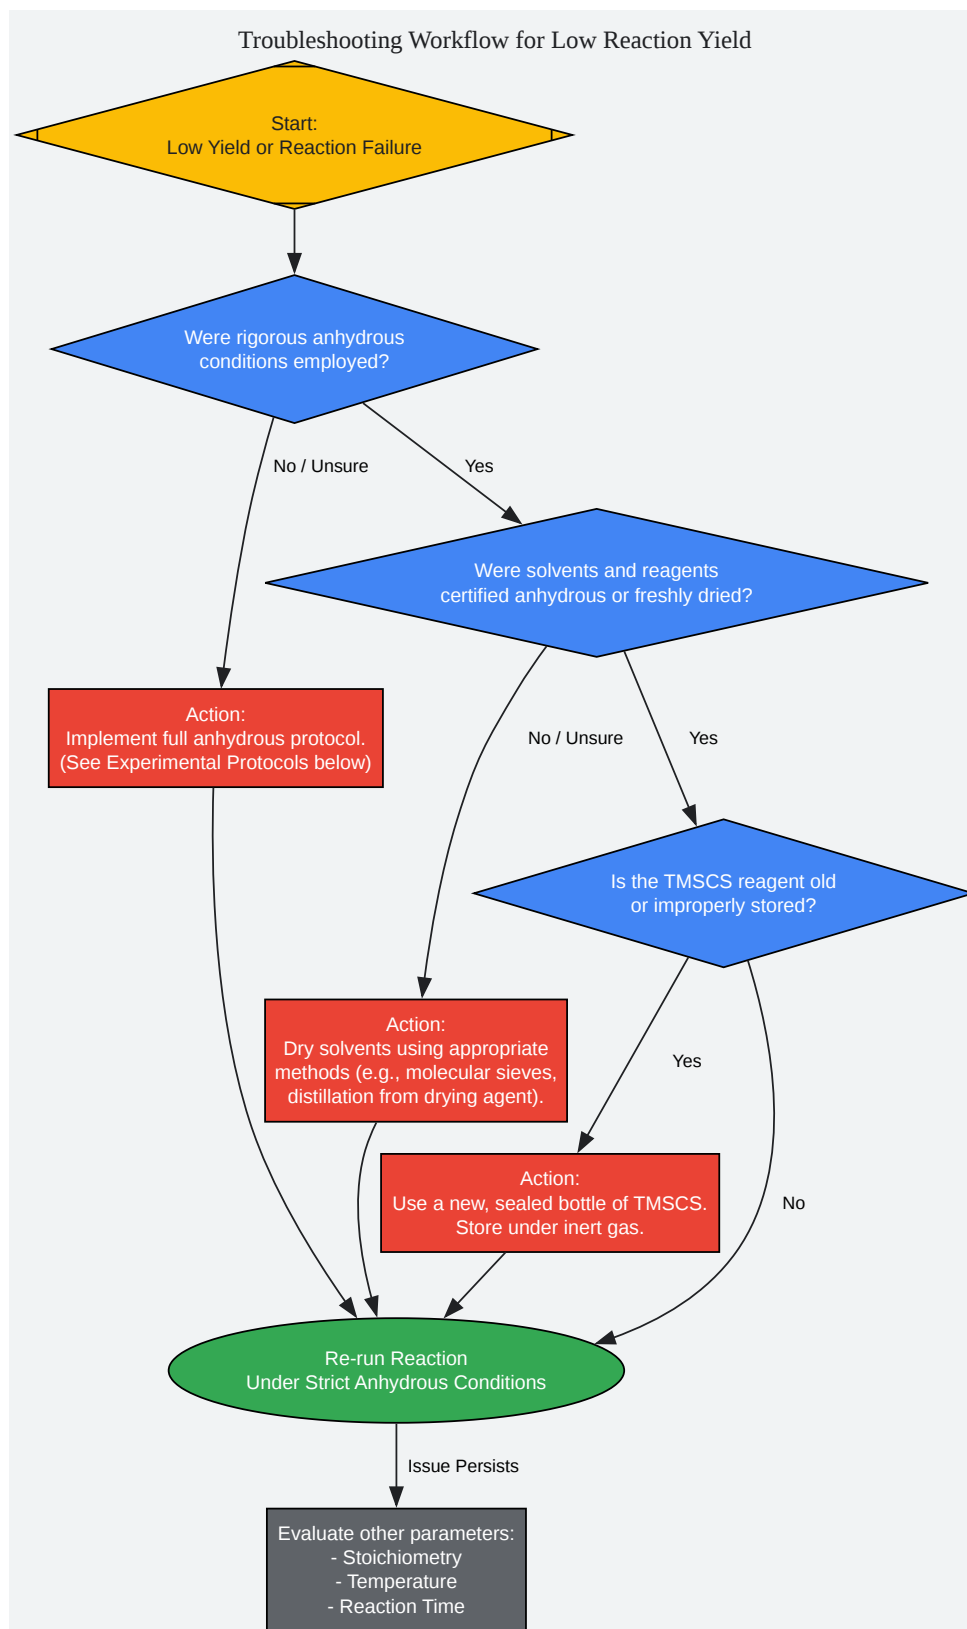 Troubleshooting Workflow for Low Reaction Yield
Start:
Low Yield or Reaction Failure
Were rigorous anhydrous
conditions employed?
No / Unsure
Yes
Were solvents and reagents
certified anhydrous or freshly dried?
Action:
Implement full anhydrous protocol.
(See Experimental Protocols below)
No / Unsure
Yes
Is the TMSCS reagent old
or improperly stored?
Action:
Dry solvents using appropriate
methods (e.g., molecular sieves,
distillation from drying agent).
Yes
Action:
Use a new, sealed bottle of TMSCS.
Store under inert gas.
No
Re-run Reaction
Under Strict Anhydrous Conditions
Issue Persists
Evaluate other parameters:
- Stoichiometry
- Temperature
- Reaction Time